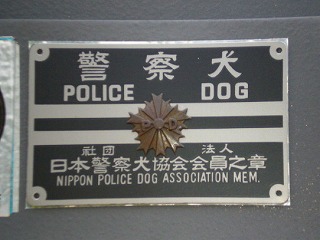 警察犬
POLICE DOG
社団 法人
日本警察犬協会会員之章
NIPPON POLICE DOG ASSOCIATION MEM.